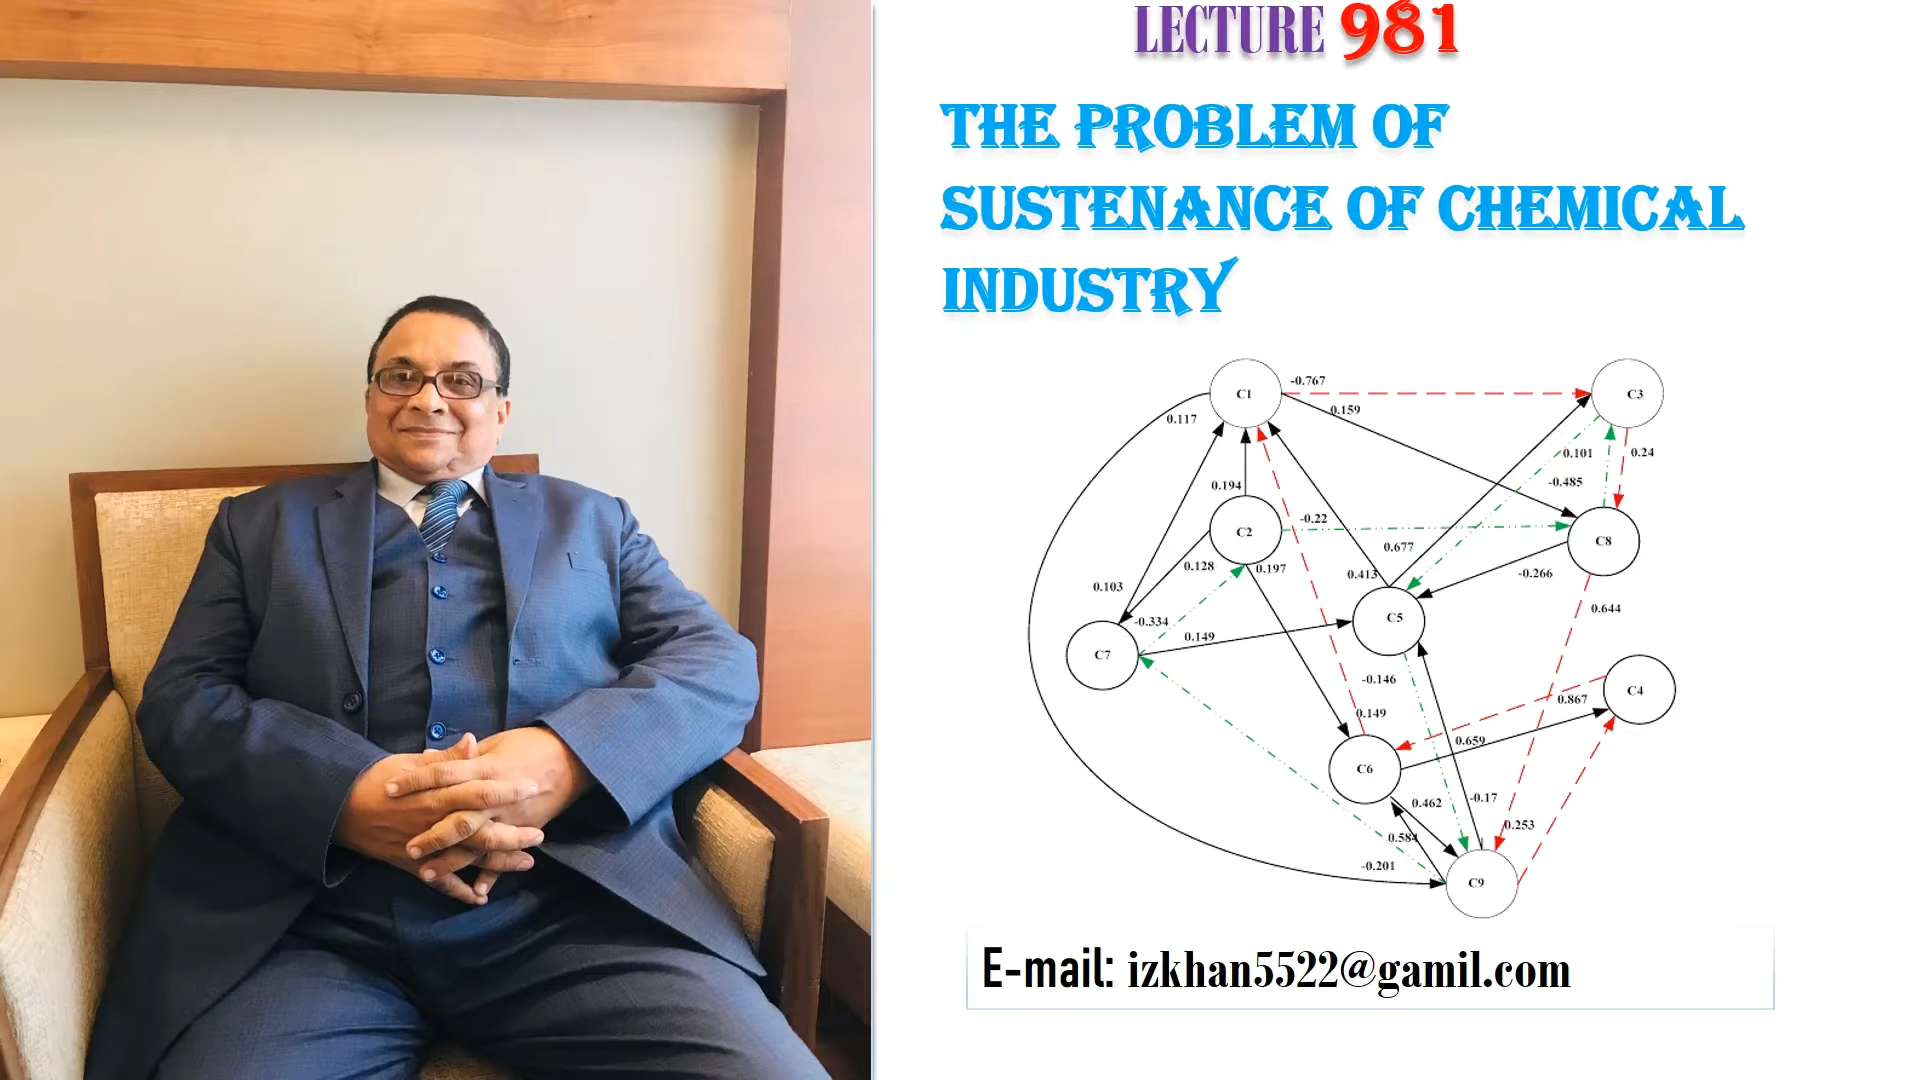 LECTURE 981
THE PROBLEM OF
SUSTENANCE OF CHEMICAL
INDUSTRY
C1
-0.767
C3
0.117
0.159
0.101
0.24
-0.485
0.194
C2
-0.22
C8
0.677
0.128
0.197
0.413
-0.266
0.103
0.644
-0.334
C5
0.149
C7
-0.146
C4
0.867
0.149
0.659
C6
0.462
-0.17
0.584
0.253
-0.201
C9
E-mail: izkhan5522@gamil.com